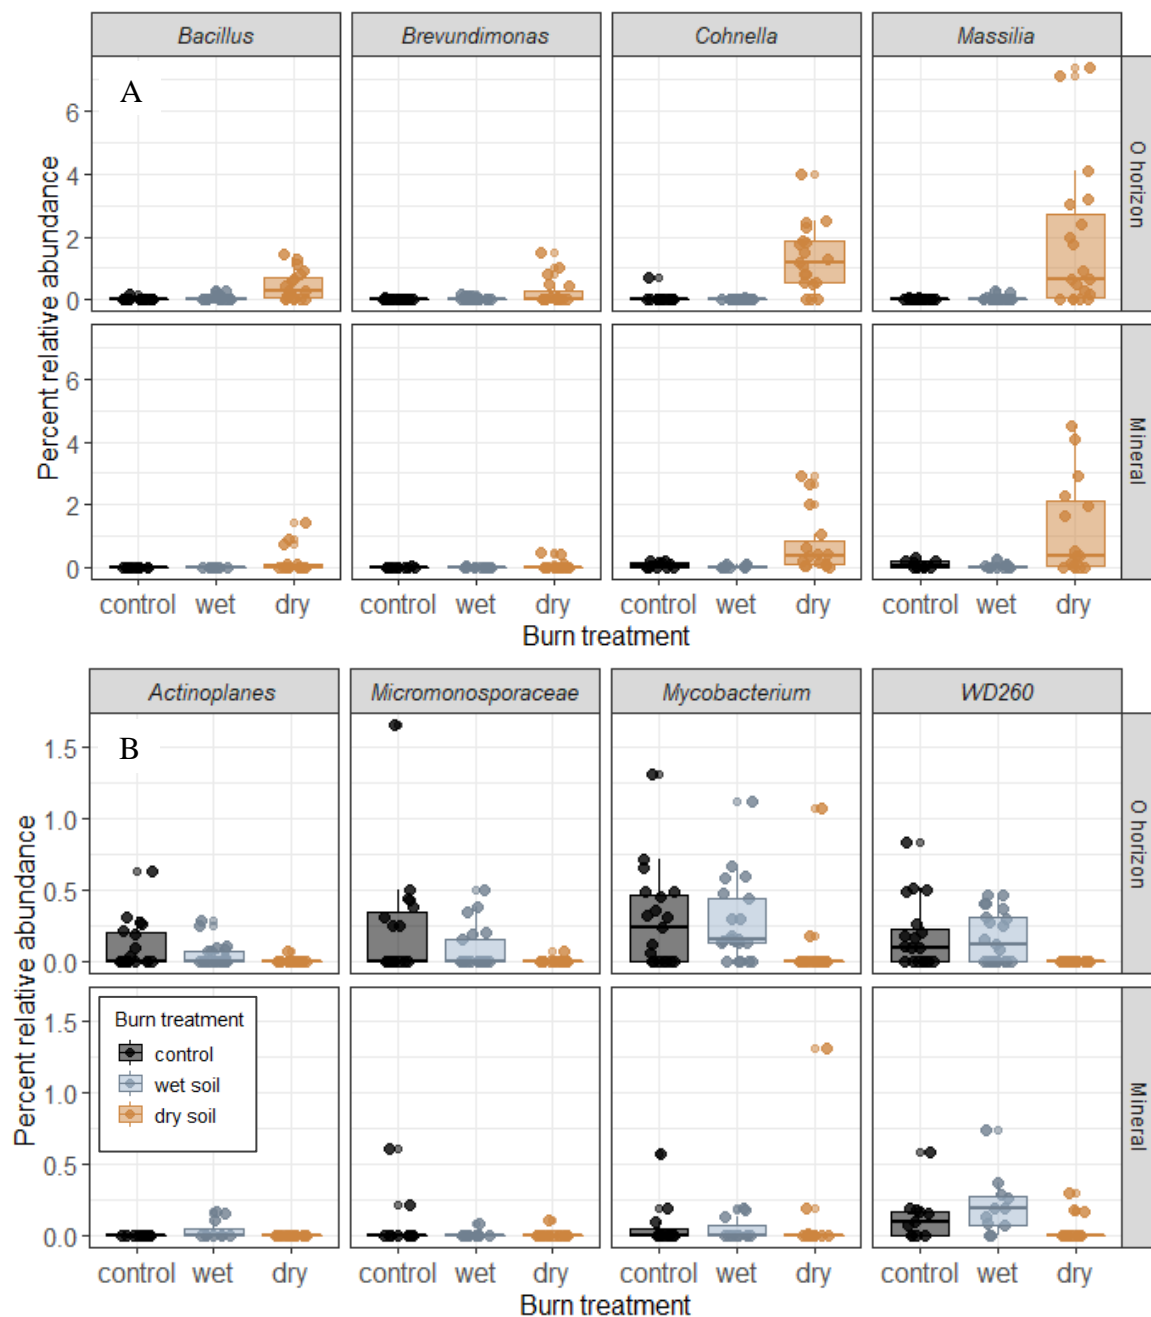 Bacillus Brevundimonas Cohnella Massilia
A
Percent relative abundance
6
4
2
0
O horizon
6
4
2
0
Mineral
control wet dry control wet dry control wet dry control wet dry
Burn treatment
Actinoplanes Micromonosporaceae Mycobacterium WD260
B
Percent relative abundance
1.5
1.0
0.5
0.0
O horizon
Percent relative abundance
1.5
1.0
0.5
0.0
Mineral
Burn treatment
control
wet soil
dry soil
control wet dry control wet dry control wet dry control wet dry
Burn treatment